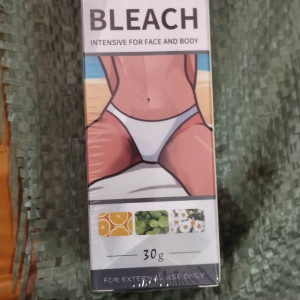 BLEACH
INTENSIVE FOR FACE AND BODY
30g
FOR EXTERNAL USE ONLY